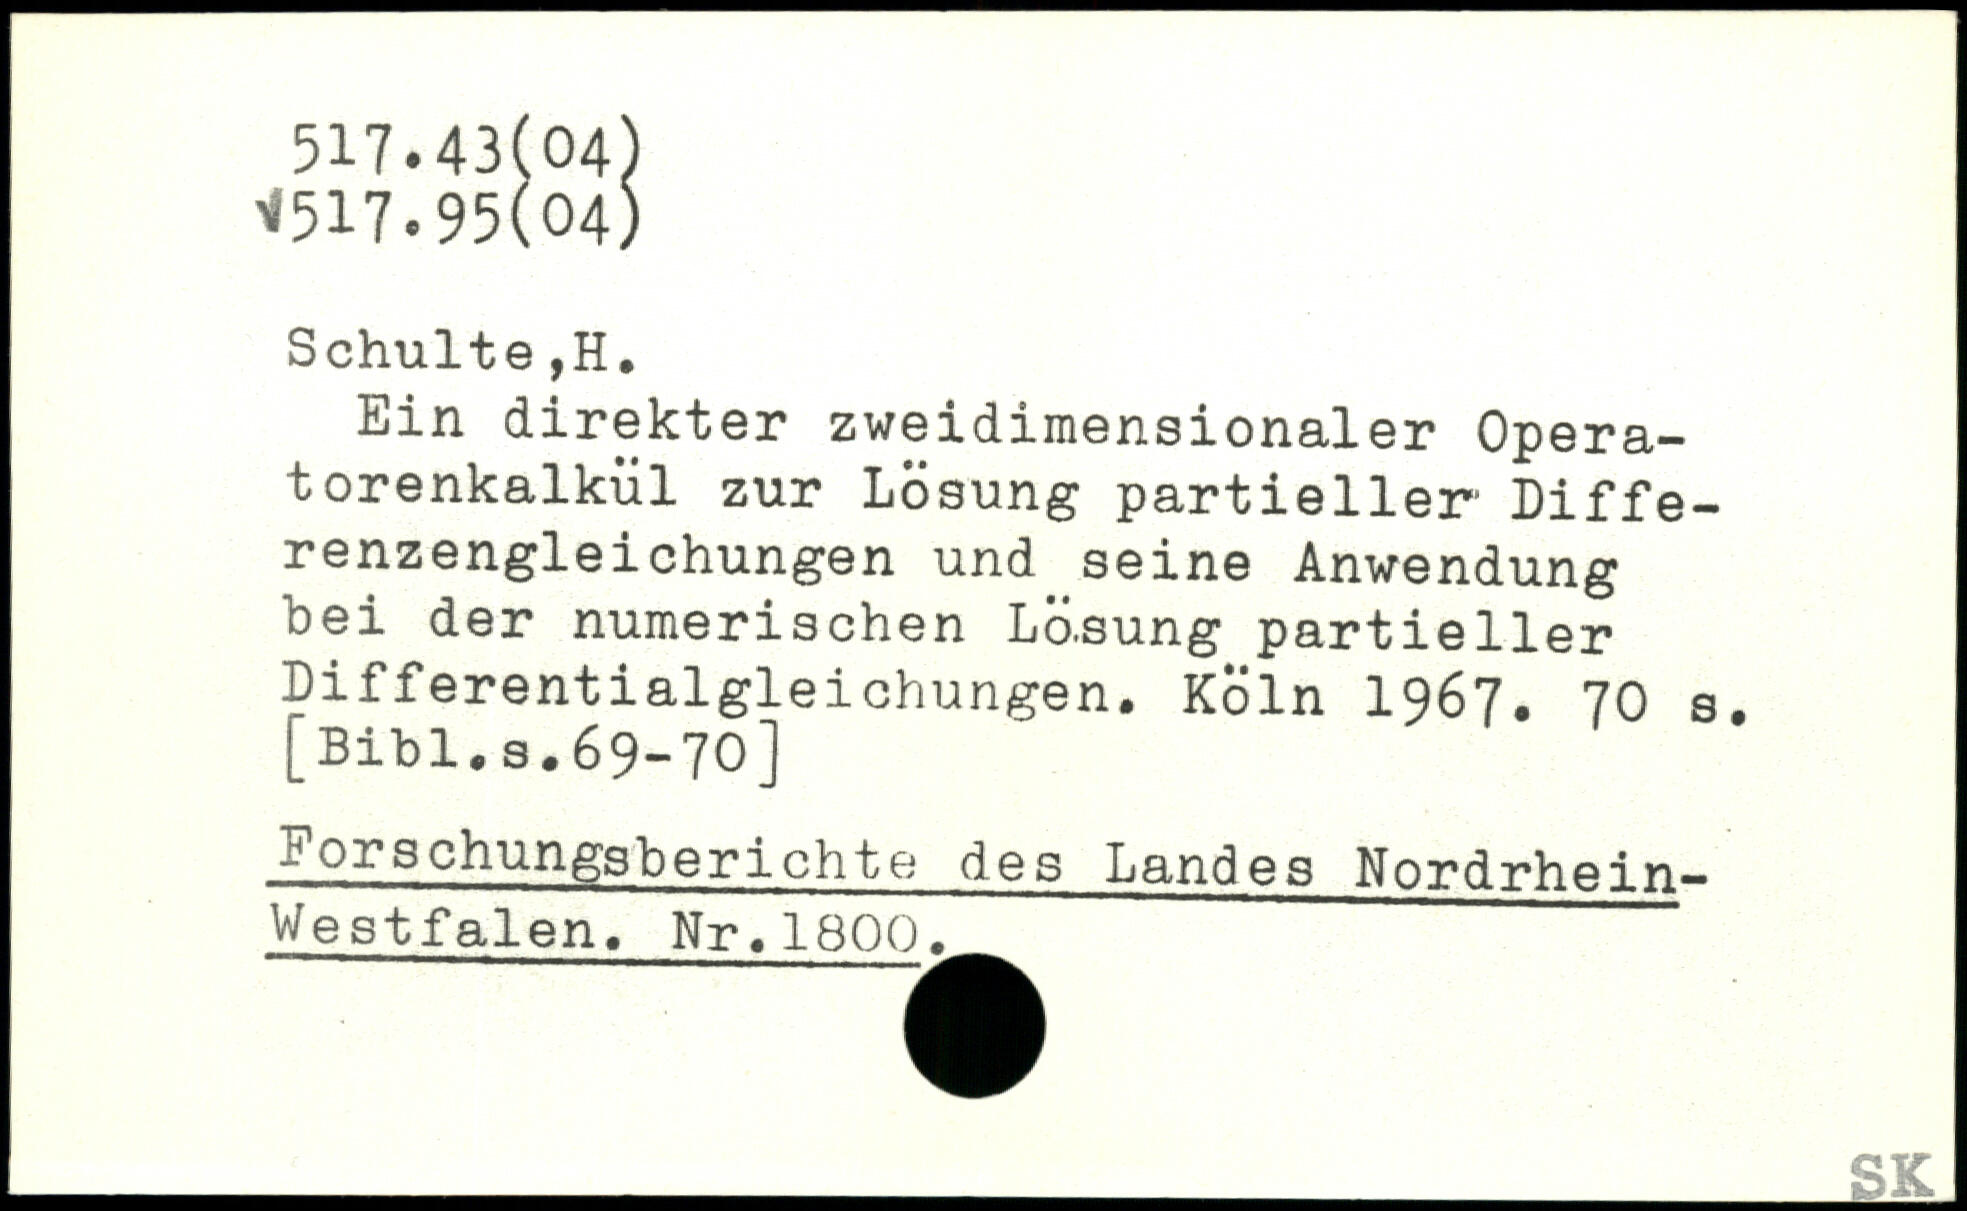 517.43(04)
√517.95(04)
Schulte,H.
Ein direkter zweidimensionaler Opera-
torenkalkül zur Lösung partieller Diffe-
renzengleichungen und seine Anwendung
bei der numerischen Lösung partieller
Differentialgleichungen. Köln 1967. 70 s.
[Bibl.s.69-70]
Forschungsberichte des Landes Nordrhein-
Westfalen. Nr.1800.
SK